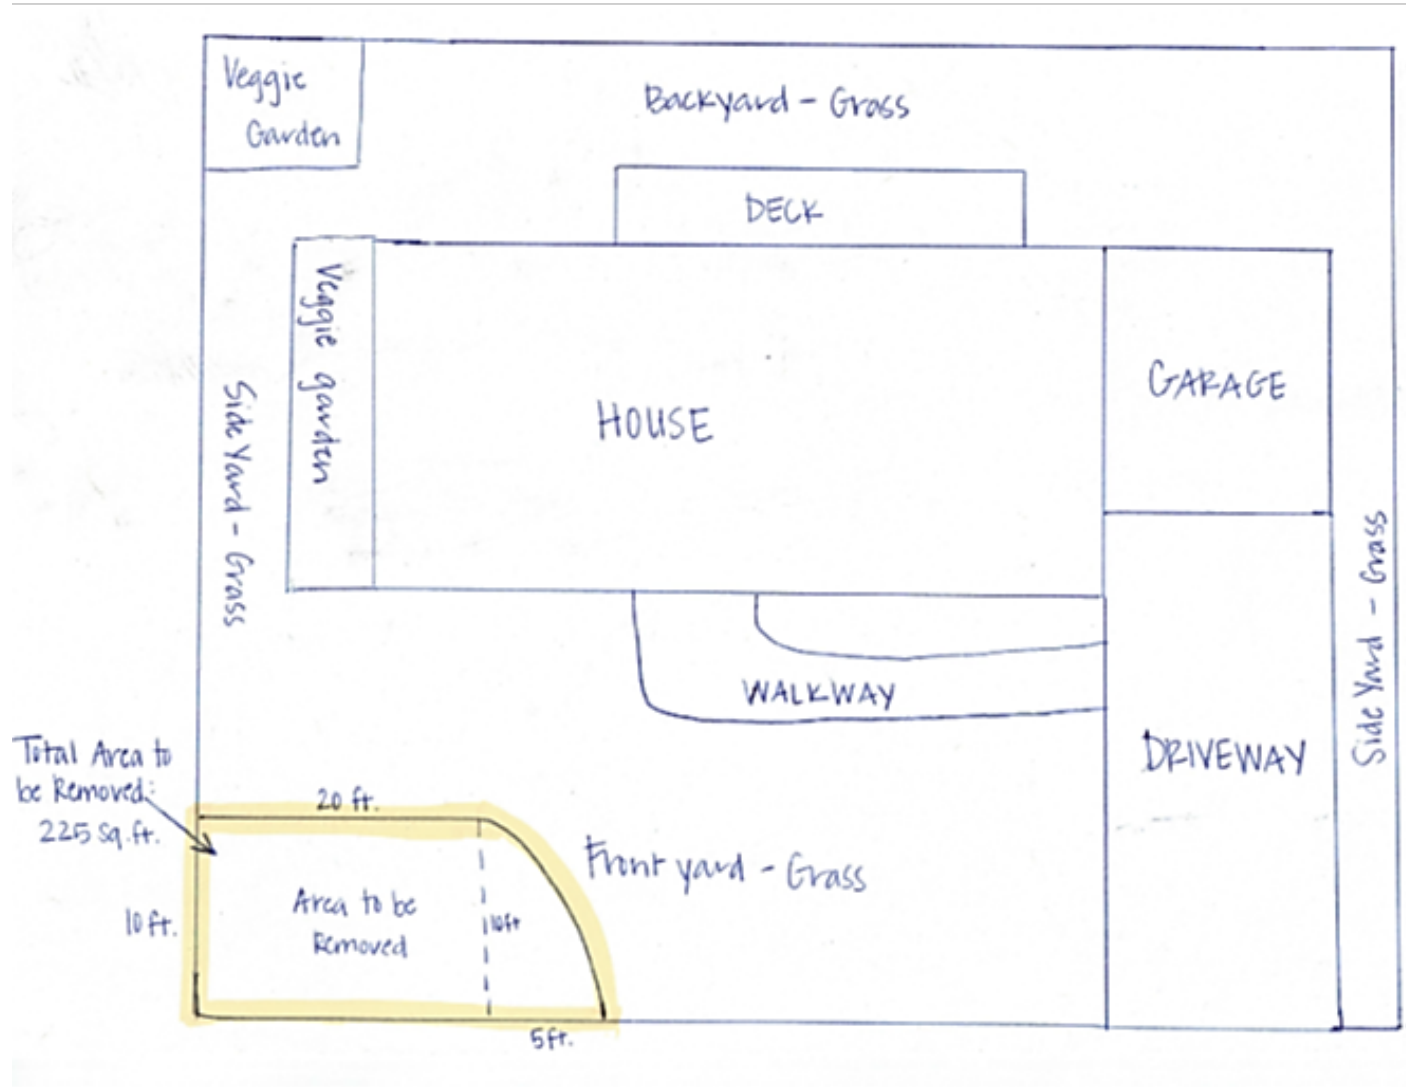 Veggie
Garden
Backyard - Grass
DECK
Veggie garden
HOUSE
GARAGE
Side Yard - Grass
Side Yard - Grass
WALKWAY
DRIVEWAY
Total Area to
be Removed:
225 sq.ft.
20 ft.
Front yard - Grass
10 ft.
Area to be
Removed
10ft
5ft.